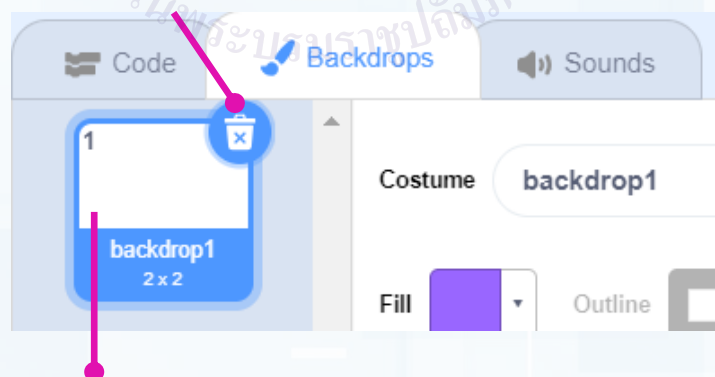 Code
Backdrops
Sounds
1
backdrop1
2 x 2
Costume
backdrop1
Fill
Outline